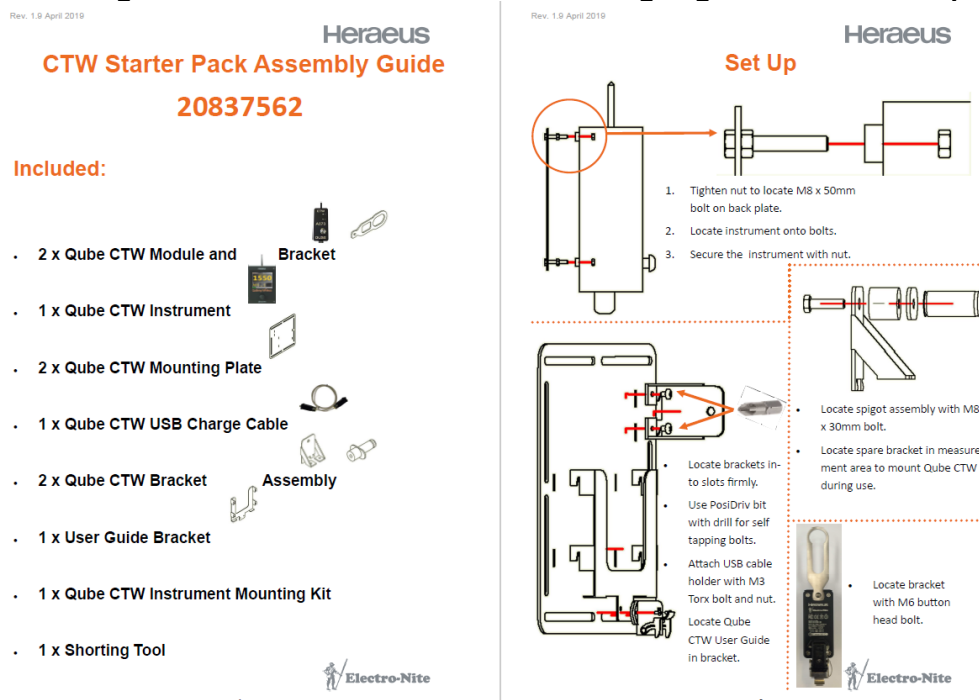 Rev. 1.9 April 2019
Heraeus
CTW Starter Pack Assembly Guide
20837562
Included:
• 2 x Qube CTW Module and Bracket
• 1 x Qube CTW Instrument
• 2 x Qube CTW Mounting Plate
• 1 x Qube CTW USB Charge Cable
• 2 x Qube CTW Bracket Assembly
• 1 x User Guide Bracket
• 1 x Qube CTW Instrument Mounting Kit
• 1 x Shorting Tool
Electro-Nite
Rev. 1.9 April 2019
Heraeus
Set Up
1. Tighten nut to locate M8 x 50mm
bolt on back plate.
2. Locate instrument onto bolts.
3. Secure the instrument with nut.
• Locate spigot assembly with M8
x 30mm bolt.
• Locate spare bracket in measure
ment area to mount Qube CTW
during use.
• Locate brackets in-
to slots firmly.
• Use PosiDriv bit
with drill for self
tapping bolts.
• Attach USB cable
holder with M3
Torx bolt and nut.
• Locate Qube
CTW User Guide
in bracket.
• Locate bracket
with M6 button
head bolt.
HERAEUS
Electro-Nite
1550